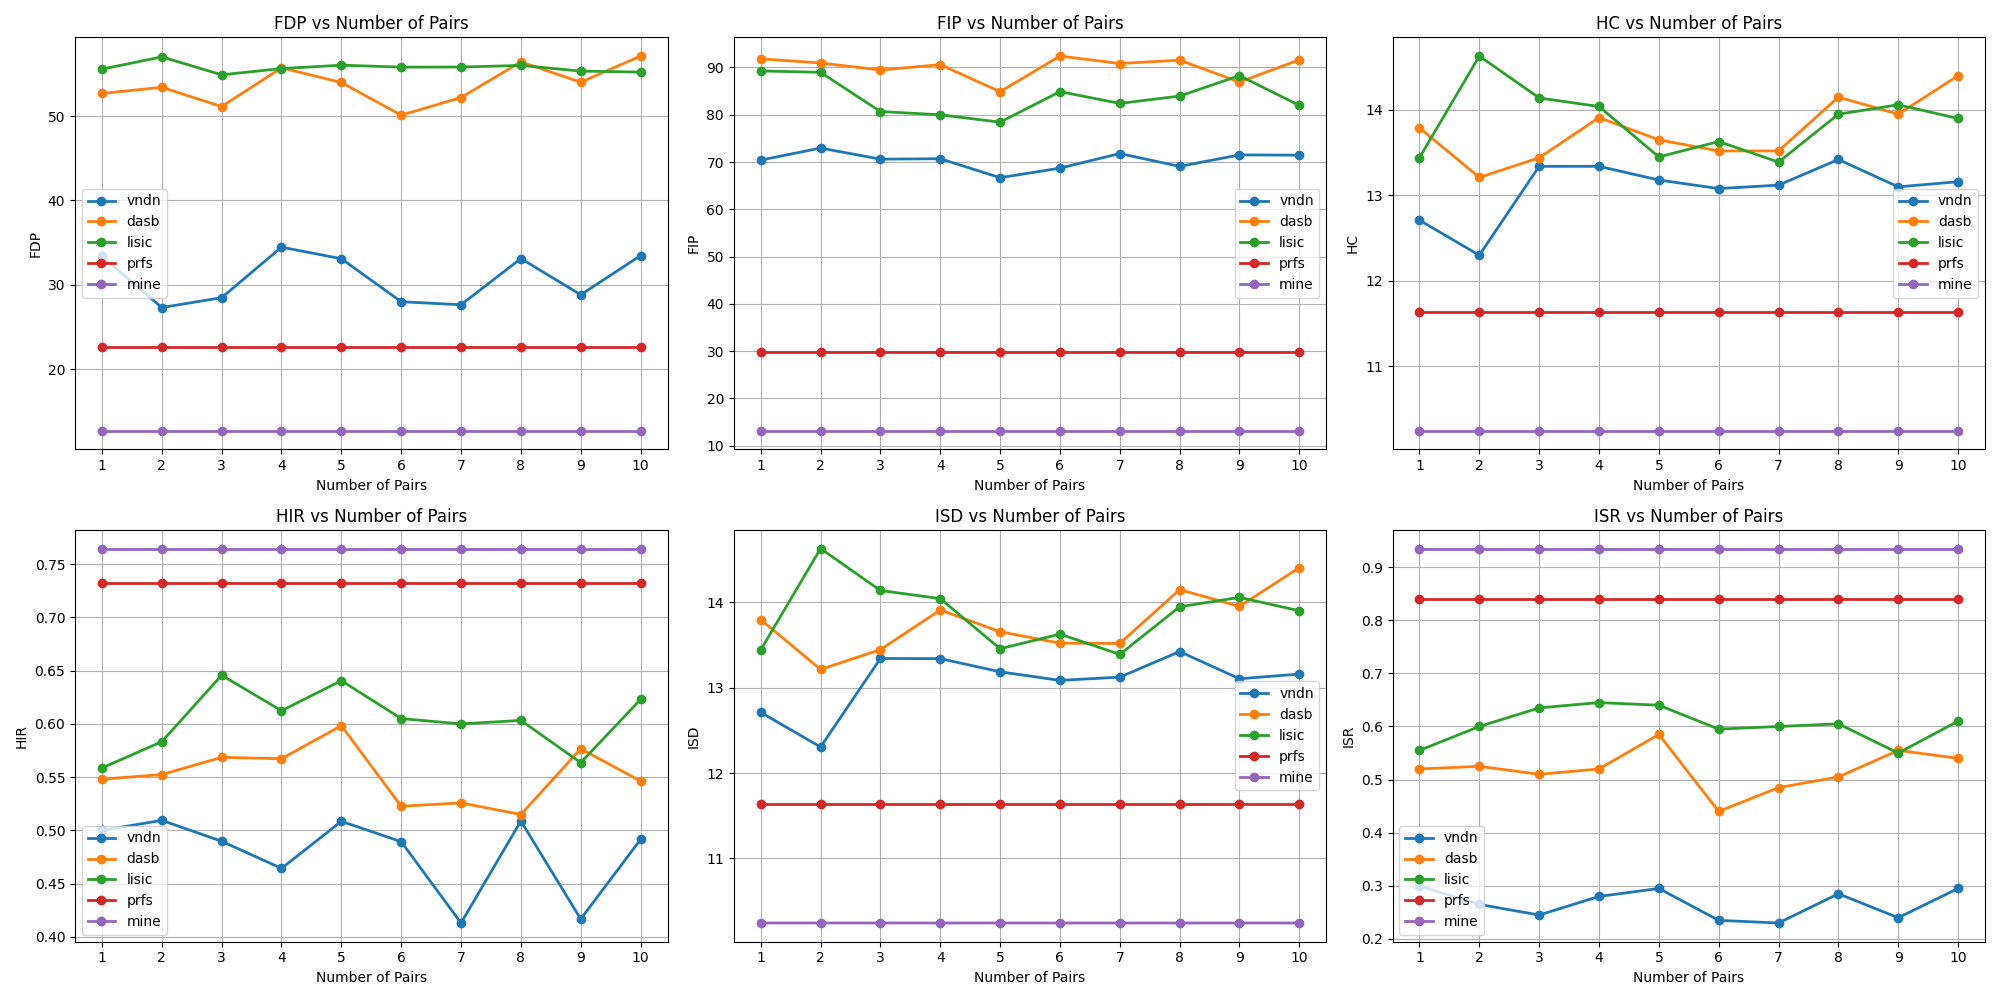 FDP vs Number of Pairs
FDP
50
40
30
20
vndn
dasb
lisic
prfs
mine
1 2 3 4 5 6 7 8 9 10
Number of Pairs
FIP vs Number of Pairs
FIP
90
80
70
60
50
40
30
20
10
vndn
dasb
lisic
prfs
mine
1 2 3 4 5 6 7 8 9 10
Number of Pairs
HC vs Number of Pairs
HC
14
13
12
11
vndn
dasb
lisic
prfs
mine
1 2 3 4 5 6 7 8 9 10
Number of Pairs
HIR vs Number of Pairs
HIR
0.75
0.70
0.65
0.60
0.55
0.50
0.45
0.40
vndn
dasb
lisic
prfs
mine
1 2 3 4 5 6 7 8 9 10
Number of Pairs
ISD vs Number of Pairs
ISD
14
13
12
11
vndn
dasb
lisic
prfs
mine
1 2 3 4 5 6 7 8 9 10
Number of Pairs
ISR vs Number of Pairs
ISR
0.9
0.8
0.7
0.6
0.5
0.4
0.3
0.2
vndn
dasb
lisic
prfs
mine
1 2 3 4 5 6 7 8 9 10
Number of Pairs